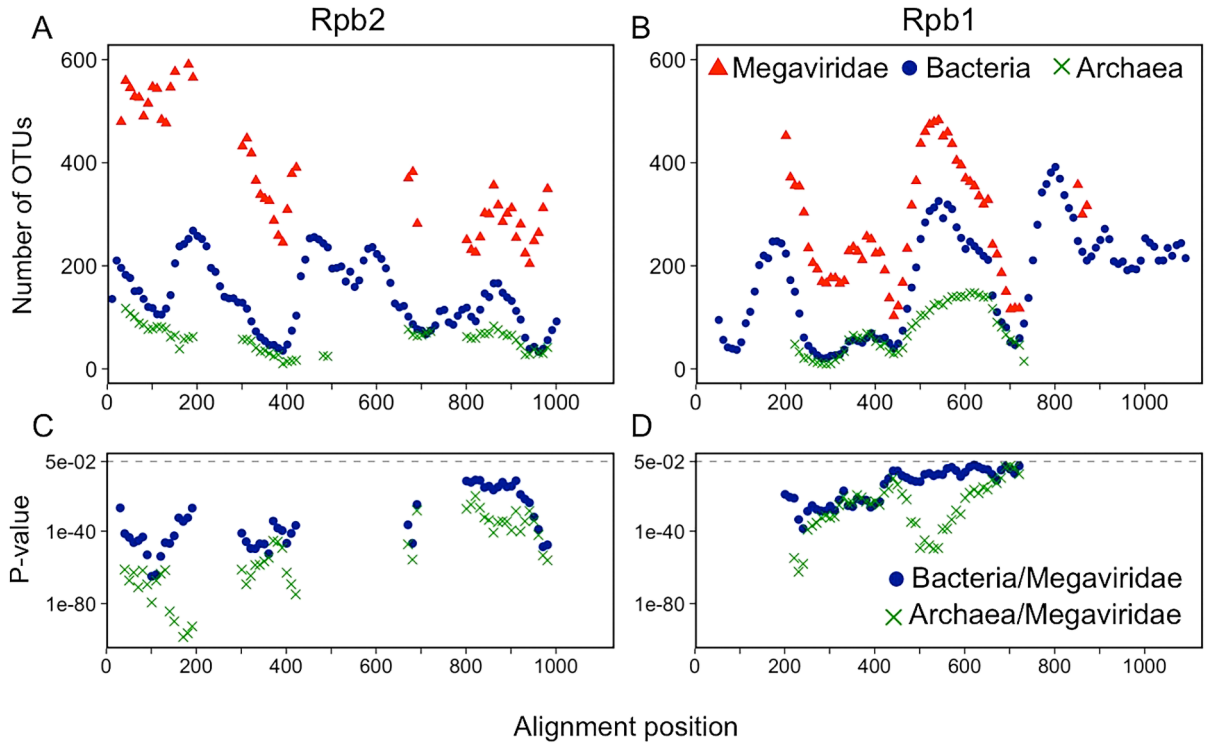 A
Rpb2
B
Rpb1
Number of OTUs
600
400
200
0
0 200 400 600 800 1000
600
400
200
0
Megaviridae Bacteria Archaea
0 200 400 600 800 1000
C
D
P-value
5e-02
1e-40
1e-80
0 200 400 600 800 1000
5e-02
1e-40
1e-80
Bacteria/Megaviridae
Archaea/Megaviridae
0 200 400 600 800 1000
Alignment position